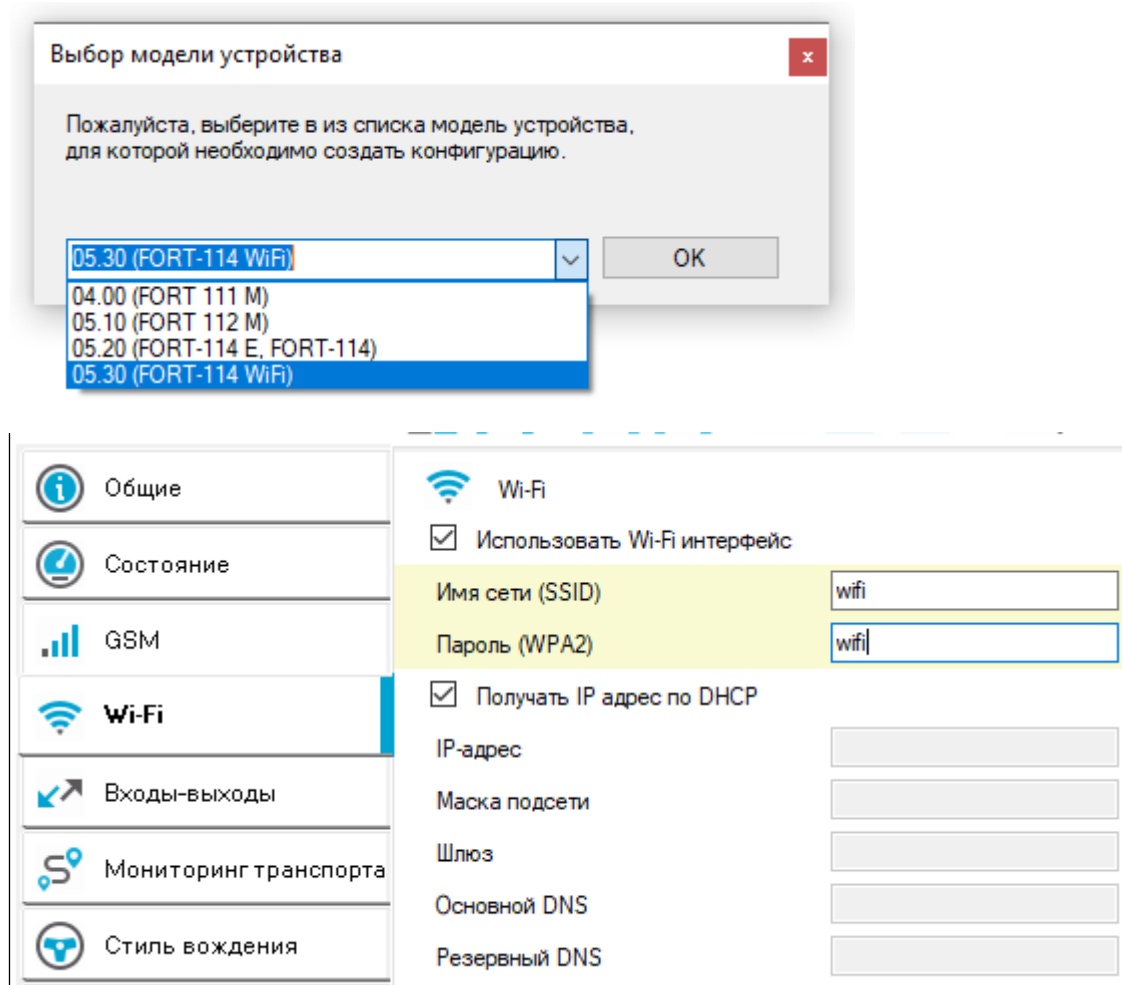 Выбор модели устройства
x
Пожалуйста, выберите в из списка модель устройства,
для которой необходимо создать конфигурацию.
05.30 (FORT-114 WiFi)
OK
04.00 (FORT 111 M)
05.10 (FORT 112 M)
05.20 (FORT-114 E, FORT-114)
05.30 (FORT-114 WiFi)
Общие
Состояние
GSM
Wi-Fi
Входы-выходы
Мониторинг транспорта
Стиль вождения
Wi-Fi
Использовать Wi-Fi интерфейс
Имя сети (SSID) wifi
Пароль (WPA2) wifi
Получать IP адрес по DHCP
IP-адрес
Маска подсети
Шлюз
Основной DNS
Резервный DNS